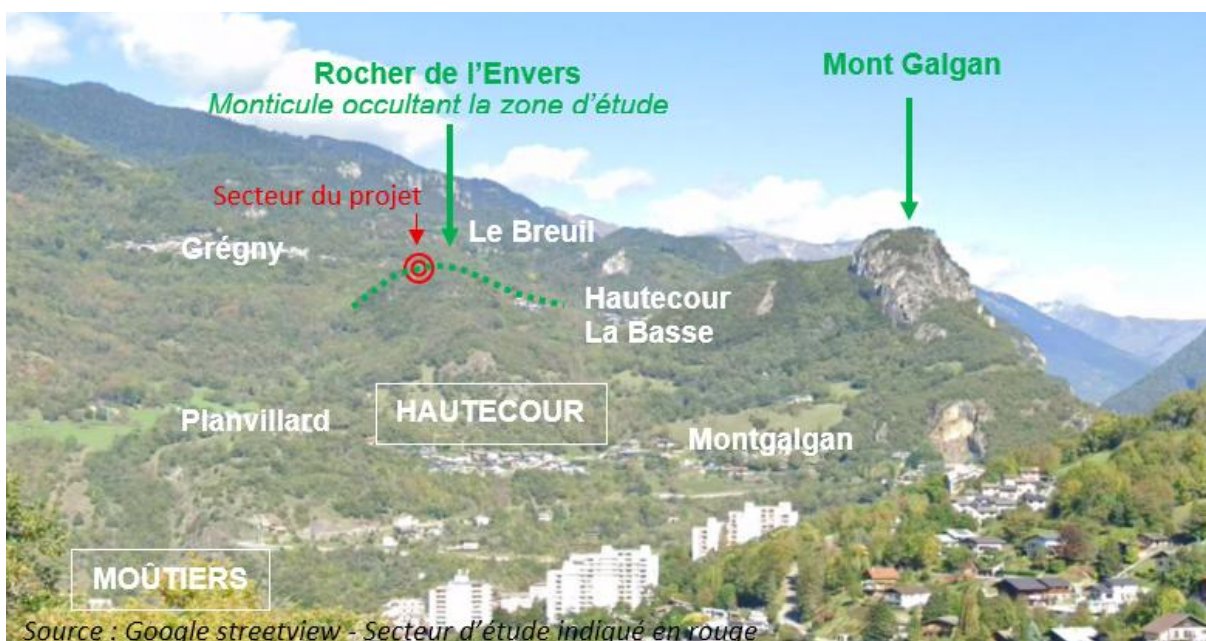 Rocher de l'Envers
Monticule occultant la zone d'étude
Mont Galgan
Secteur du projet
Grégny
Le Breuil
Hautecour
La Basse
Planvillard
HAUTECOUR
Montgalgan
MOÛTIERS
Source : Google streetview - Secteur d'étude indiqué en rouge